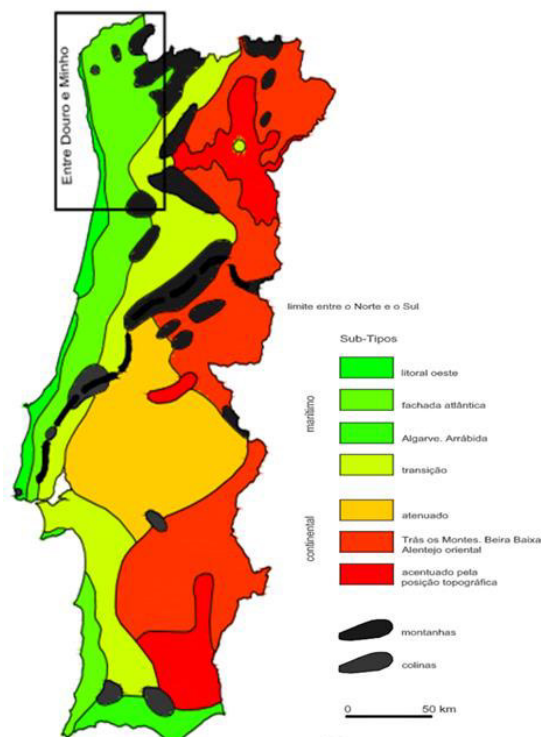 Entre Douro e Minho
limite entre o Norte e o Sul
Sub-Tipos
marítimo
litoral oeste
fachada atlântica
Algarve. Arrábida
transição
continental
atenuado
Trás os Montes. Beira Baixa
Alentejo oriental
acentuado pela
posição topográfica
montanhas
colinas
0 50 km